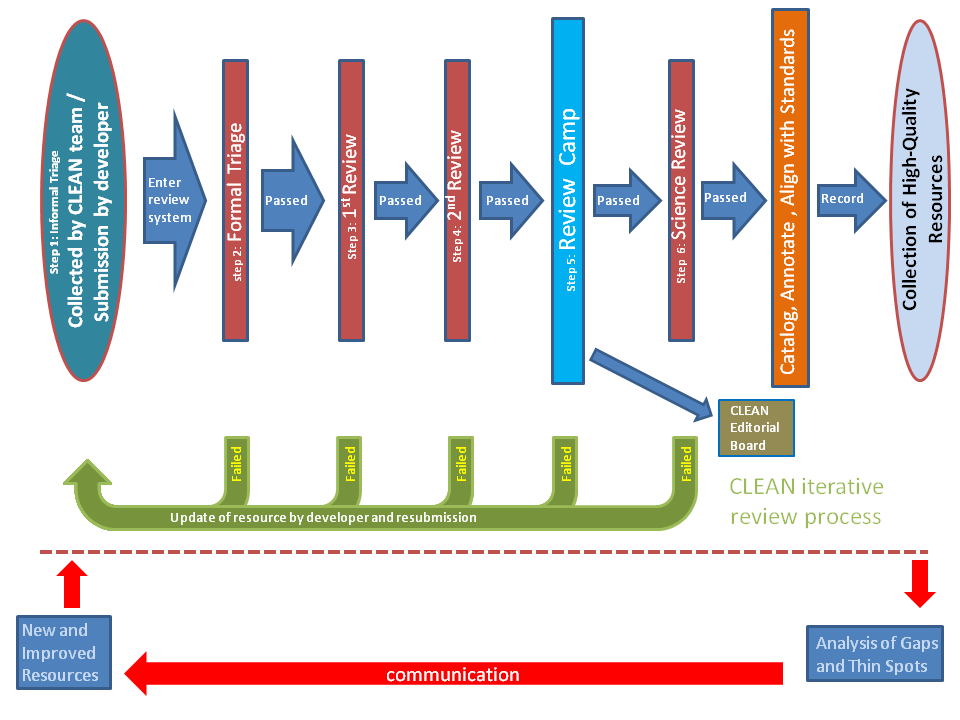 Step 1: Informal Triage
Collected by CLEAN team /
Submission by developer
Enter
review
system
step 2: Formal Triage
Passed
Step 3: 1st Review
Passed
Step 4: 2nd Review
Passed
Step 5: Review Camp
Passed
Step 6: Science Review
Passed
Catalog, Annotate , Align with Standards
Record
Collection of High-Quality
Resources
CLEAN
Editorial
Board
Failed
Failed
Failed
Failed
Failed
Update of resource by developer and resubmission
CLEAN iterative
review process
New and
Improved
Resources
communication
Analysis of Gaps
and Thin Spots